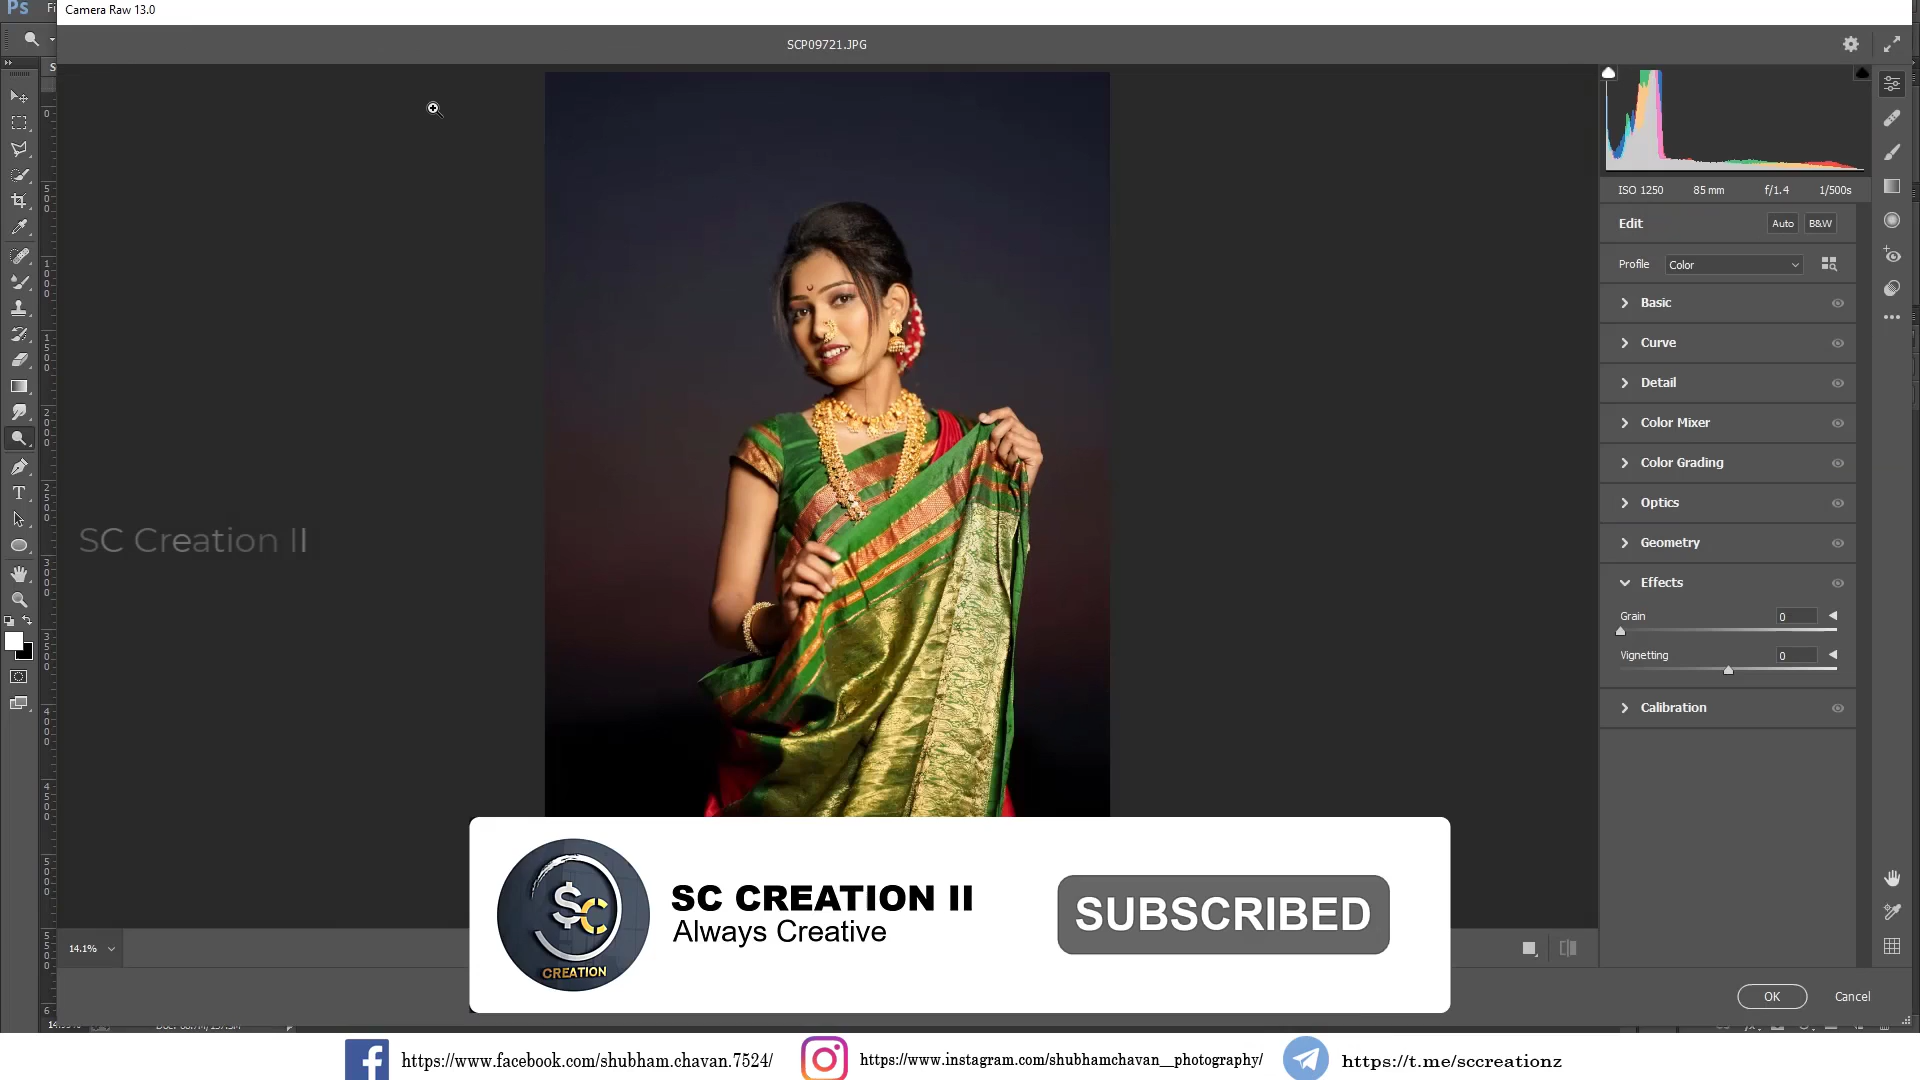 Camera Raw 13.0
Ps
SCP09721.JPG
ISO 1250 85 mm f/1.4 1/500s
Edit Auto B&W
Profile Color
Basic
Curve
Detail
Color Mixer
Color Grading
Optics
Geometry
Effects
Grain 0
Vignetting 0
Calibration
SC Creation II
14.1%
SC CREATION II
Always Creative
SUBSCRIBED
SC
CREATION
OK Cancel
https://www.facebook.com/shubham.chavan.7524/
https://www.instagram.com/shubhamchavan__photography/
https://t.me/sccreationz